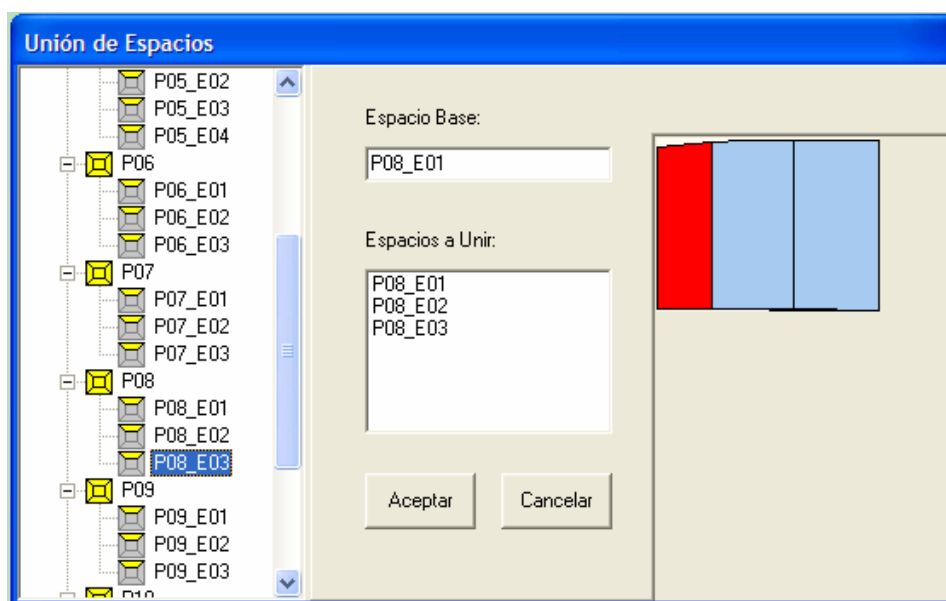 Unión de Espacios
P05_E02
P05_E03
P05_E04
P06
P06_E01
P06_E02
P06_E03
P07
P07_E01
P07_E02
P07_E03
P08
P08_E01
P08_E02
P08_E03
P09
P09_E01
P09_E02
P09_E03
Espacio Base:
P08_E01
Espacios a Unir:
P08_E01
P08_E02
P08_E03
Aceptar
Cancelar